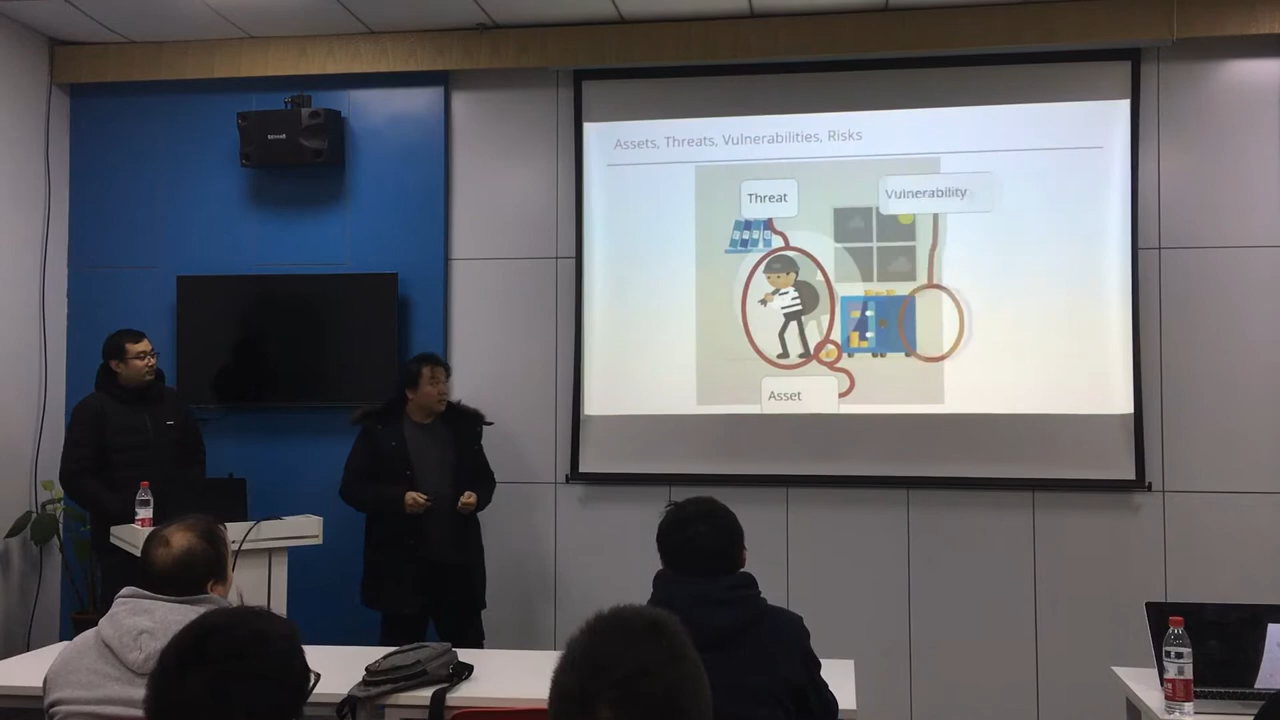 Assets, Threats, Vulnerabilities, Risks
Threat
Vulnerability
Asset